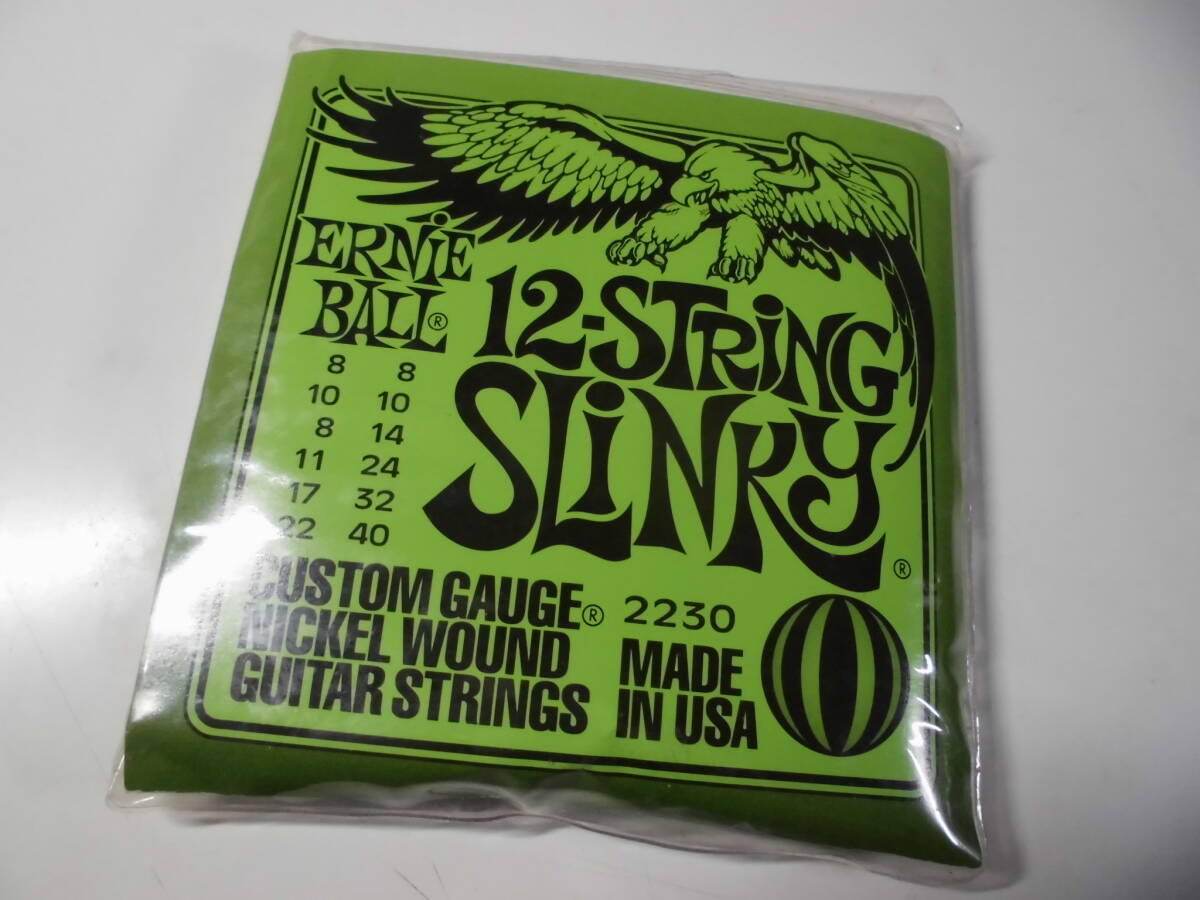 ERNIE
BALL®
12-STRING
SLINKY®
8 8
10 10
8 14
11 24
17 32
22 40
CUSTOM GAUGE®
NICKEL WOUND
GUITAR STRINGS
2230
MADE
IN USA